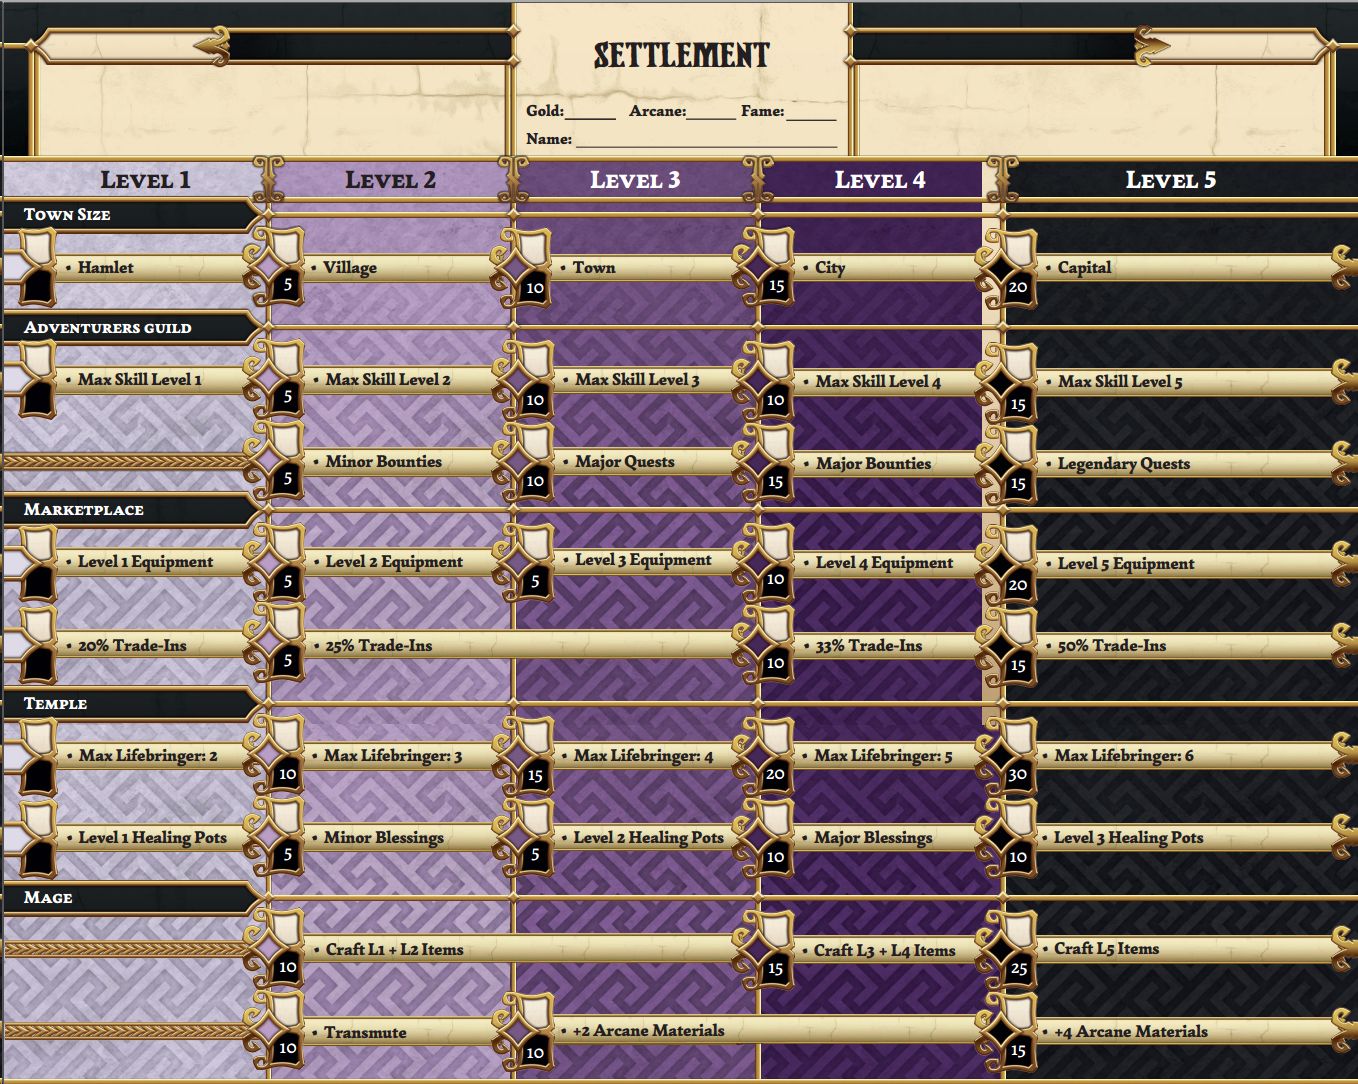 SETTLEMENT
Gold:______ Arcane:______ Fame:______
Name:______
LEVEL 1 LEVEL 2 LEVEL 3 LEVEL 4 LEVEL 5
TOWN SIZE
• Hamlet • Village • Town • City • Capital
5 10 15 20
ADVENTURERS GUILD
• Max Skill Level 1 • Max Skill Level 2 • Max Skill Level 3 • Max Skill Level 4 • Max Skill Level 5
5 10 10 15
• Minor Bounties • Major Quests • Major Bounties • Legendary Quests
5 10 15 15
MARKETPLACE
• Level 1 Equipment • Level 2 Equipment • Level 3 Equipment • Level 4 Equipment • Level 5 Equipment
5 5 10 20
• 20% Trade-Ins • 25% Trade-Ins • 33% Trade-Ins • 50% Trade-Ins
5 10 15
TEMPLE
• Max Lifebringer: 2 • Max Lifebringer: 3 • Max Lifebringer: 4 • Max Lifebringer: 5 • Max Lifebringer: 6
10 15 20 30
• Level 1 Healing Pots • Minor Blessings • Level 2 Healing Pots • Major Blessings • Level 3 Healing Pots
5 5 10 10
MAGE
• Craft L1 + L2 Items • Craft L3 + L4 Items • Craft L5 Items
10 15 25
• Transmute • +2 Arcane Materials • +4 Arcane Materials
10 10 15